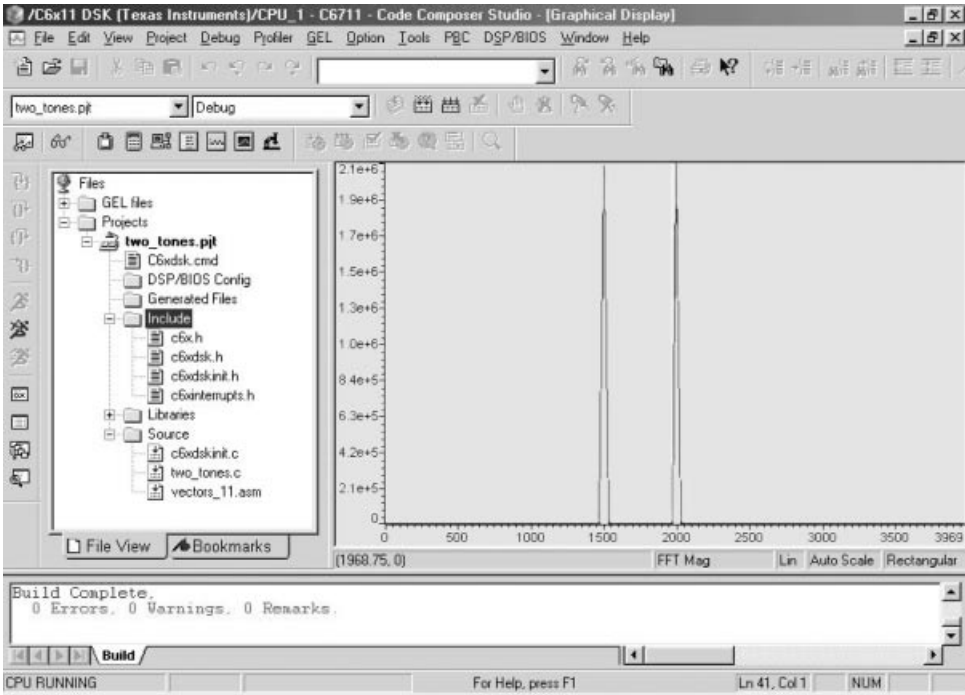 /C6x11 DSK (Texas Instruments)/CPU_1 - C6711 - Code Composer Studio - [Graphical Display]
File Edit View Project Debug Profiler GEL Option Tools PBC DSP/BIOS Window Help
two_tones.pjt Debug
Files
GEL files
Projects
two_tones.pjt
C6xdsk.cmd
DSP/BIOS Config
Generated Files
Include
c6x.h
c6xdsk.h
c6xdskinit.h
c6xinterrupts.h
Libraries
Source
c6xdskinit.c
two_tones.c
vectors_11.asm
File View Bookmarks
2.1e+6
1.9e+6
1.7e+6
1.5e+6
1.3e+6
1.0e+6
8.4e+5
6.3e+5
4.2e+5
2.1e+5
0
0 500 1000 1500 2000 2500 3000 3500 3969
(1968.75, 0) FFT Mag Lin Auto Scale Rectangular
Build Complete,
0 Errors, 0 Warnings, 0 Remarks.
Build
CPU RUNNING For Help, press F1 Ln 41, Col 1 NUM